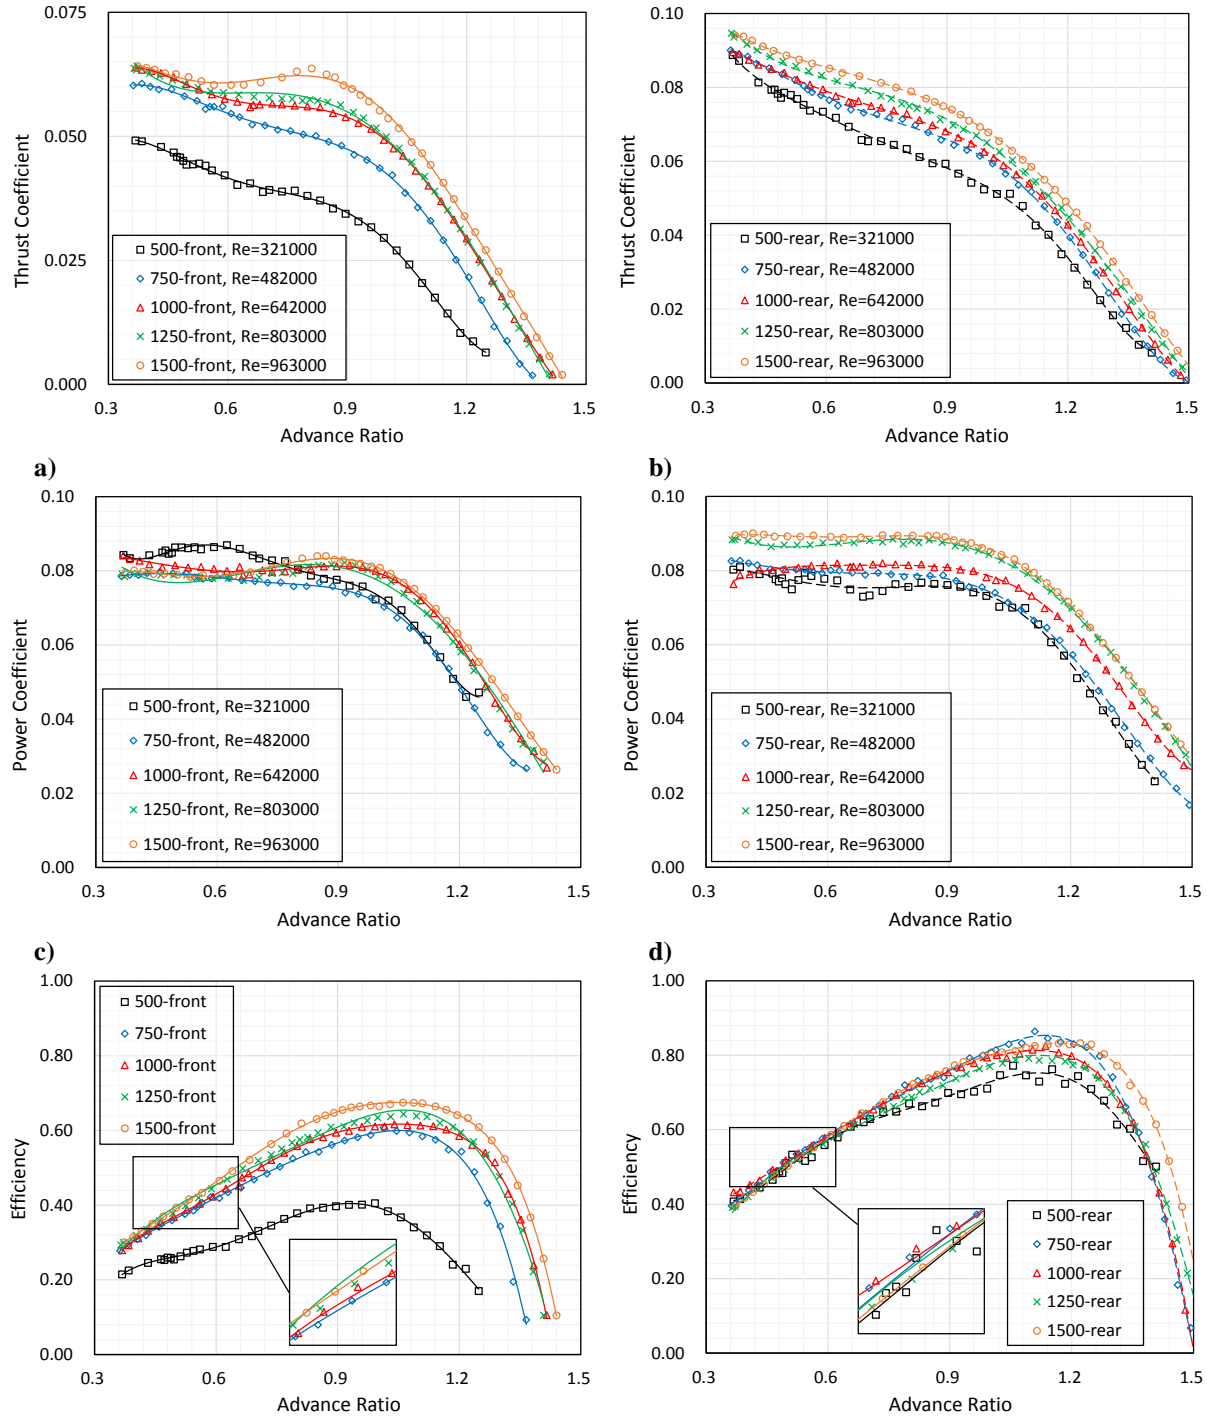 0.075
0.050
0.025
0.000
Thrust Coefficient
500-front, Re=321000
750-front, Re=482000
1000-front, Re=642000
1250-front, Re=803000
1500-front, Re=963000
0.3 0.6 0.9 1.2 1.5
Advance Ratio
a)
0.10
0.08
0.06
0.04
0.02
0.00
Thrust Coefficient
500-rear, Re=321000
750-rear, Re=482000
1000-rear, Re=642000
1250-rear, Re=803000
1500-rear, Re=963000
0.3 0.6 0.9 1.2 1.5
Advance Ratio
b)
0.10
0.08
0.06
0.04
0.02
0.00
Power Coefficient
500-front, Re=321000
750-front, Re=482000
1000-front, Re=642000
1250-front, Re=803000
1500-front, Re=963000
0.3 0.6 0.9 1.2 1.5
Advance Ratio
c)
0.10
0.08
0.06
0.04
0.02
0.00
Power Coefficient
500-rear, Re=321000
750-rear, Re=482000
1000-rear, Re=642000
1250-rear, Re=803000
1500-rear, Re=963000
0.3 0.6 0.9 1.2 1.5
Advance Ratio
d)
1.00
0.80
0.60
0.40
0.20
0.00
Efficiency
500-front
750-front
1000-front
1250-front
1500-front
0.3 0.6 0.9 1.2 1.5
Advance Ratio
1.00
0.80
0.60
0.40
0.20
0.00
Efficiency
500-rear
750-rear
1000-rear
1250-rear
1500-rear
0.3 0.6 0.9 1.2 1.5
Advance Ratio